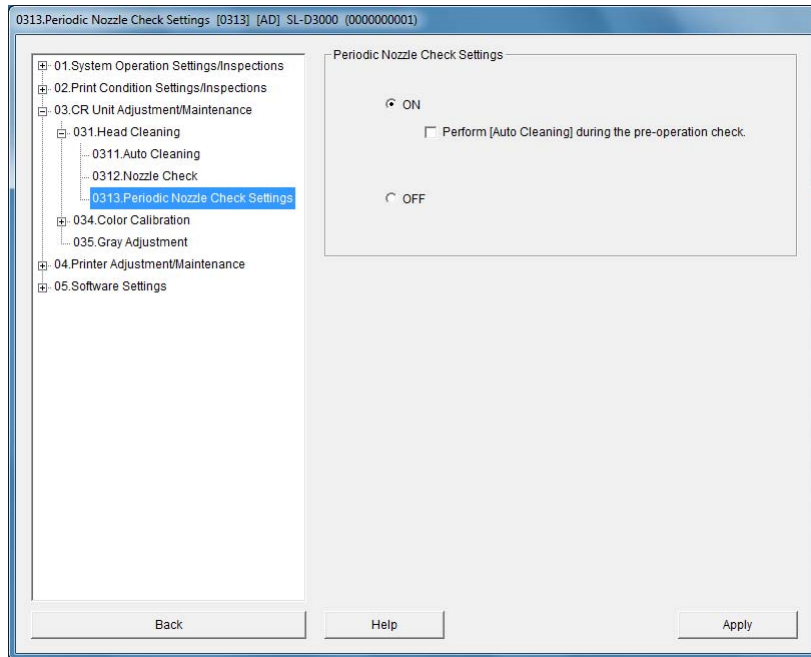 0313.Periodic Nozzle Check Settings [0313] [AD] SL-D3000 (0000000001)
01.System Operation Settings/Inspections
02.Print Condition Settings/Inspections
03.CR Unit Adjustment/Maintenance
031.Head Cleaning
0311.Auto Cleaning
0312.Nozzle Check
0313.Periodic Nozzle Check Settings
034.Color Calibration
035.Gray Adjustment
04.Printer Adjustment/Maintenance
05.Software Settings
Periodic Nozzle Check Settings
ON
Perform [Auto Cleaning] during the pre-operation check.
OFF
Back
Help
Apply